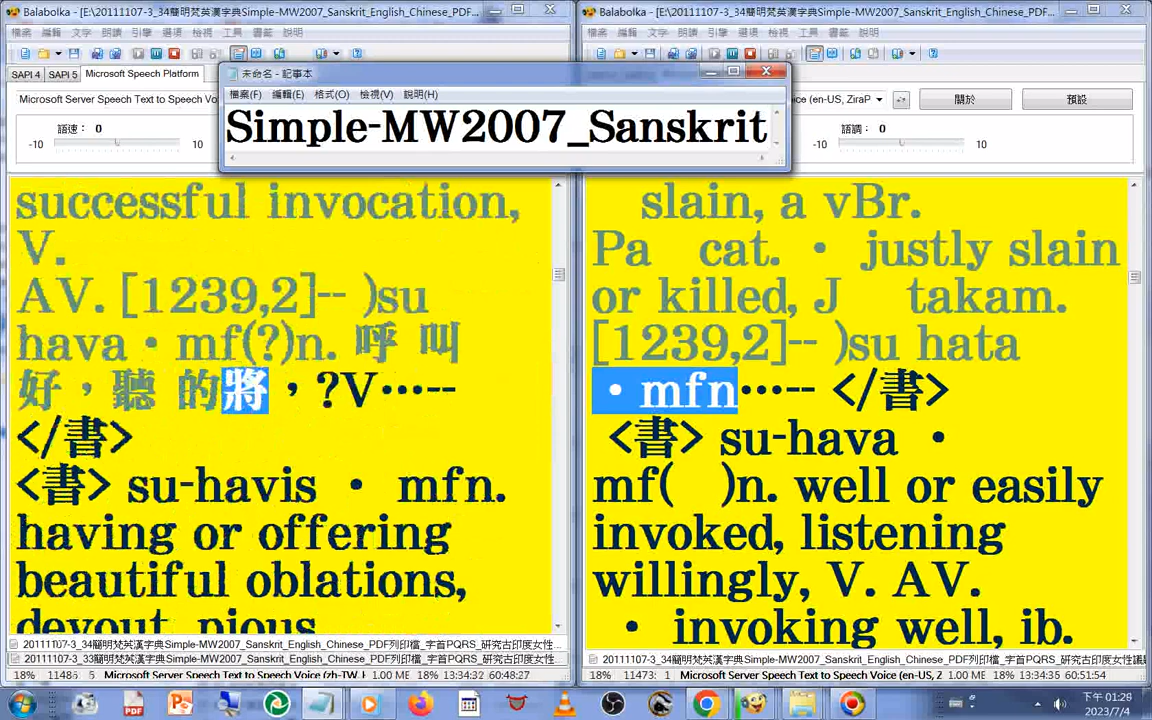 Balabolka - [E:\20111107-3_34簡明梵英漢字典Simple-MW2007_Sanskrit_English_Chinese_PDF...
Balabolka - [E:\20111107-3_34簡明梵英漢字典Simple-MW2007_Sanskrit_English_Chinese_PDF...
檔案 編輯 文字 朗讀 引擎 選項 檢視 工具 書籤 說明
檔案 編輯 文字 朗讀 引擎 選項 檢視 工具 書籤 說明
SAPI 4 SAPI 5 Microsoft Speech Platform
未命名 - 記事本
檔案(F) 編輯(E) 格式(O) 檢視(V) 說明(H)
Simple-MW2007_Sanskrit
Microsoft Server Speech Text to Speech Vo
ice (en-US, ZiraP
關於
預設
語速： 0
-10
10
語調： 0
-10
10
successful invocation,
V.
AV. [1239,2]-- )su
hava • mf(?)n. 呼 叫
好，聽 的將，?V…--
</書>
<書> su-havis • mfn.
having or offering
beautiful oblations,
devout, pious
slain, a vBr.
Pa cat. • justly slain
or killed, J takam.
[1239,2]-- )su hata
• mfn…-- </書>
<書> su-hava •
mf( )n. well or easily
invoked, listening
willingly, V. AV.
• invoking well, ib.
20111107-3_34簡明梵英漢字典Simple-MW2007_Sanskrit_English_Chinese_PDF列印檔_字首PQRS_研究古印度女性
20111107-3_33簡明梵英漢字典Simple-MW2007_Sanskrit_English_Chinese_PDF列印檔_字首PQRS_研究古印度女性
20111107-3_34簡明梵英漢字典Simple-MW2007_Sanskrit_English_Chinese_PDF列印檔_字首PQRS_研究古印度女性議
18% Microsoft Server Speech Text to Speech Voice (zh-TW, 1.00 MB 13:34:32 60:48:27
18% 11473: 1 Microsoft Server Speech Text to Speech Voice (en-US, Z 1.00 MB 13:34:35 60:51:54
下午 01:28
2023/7/4